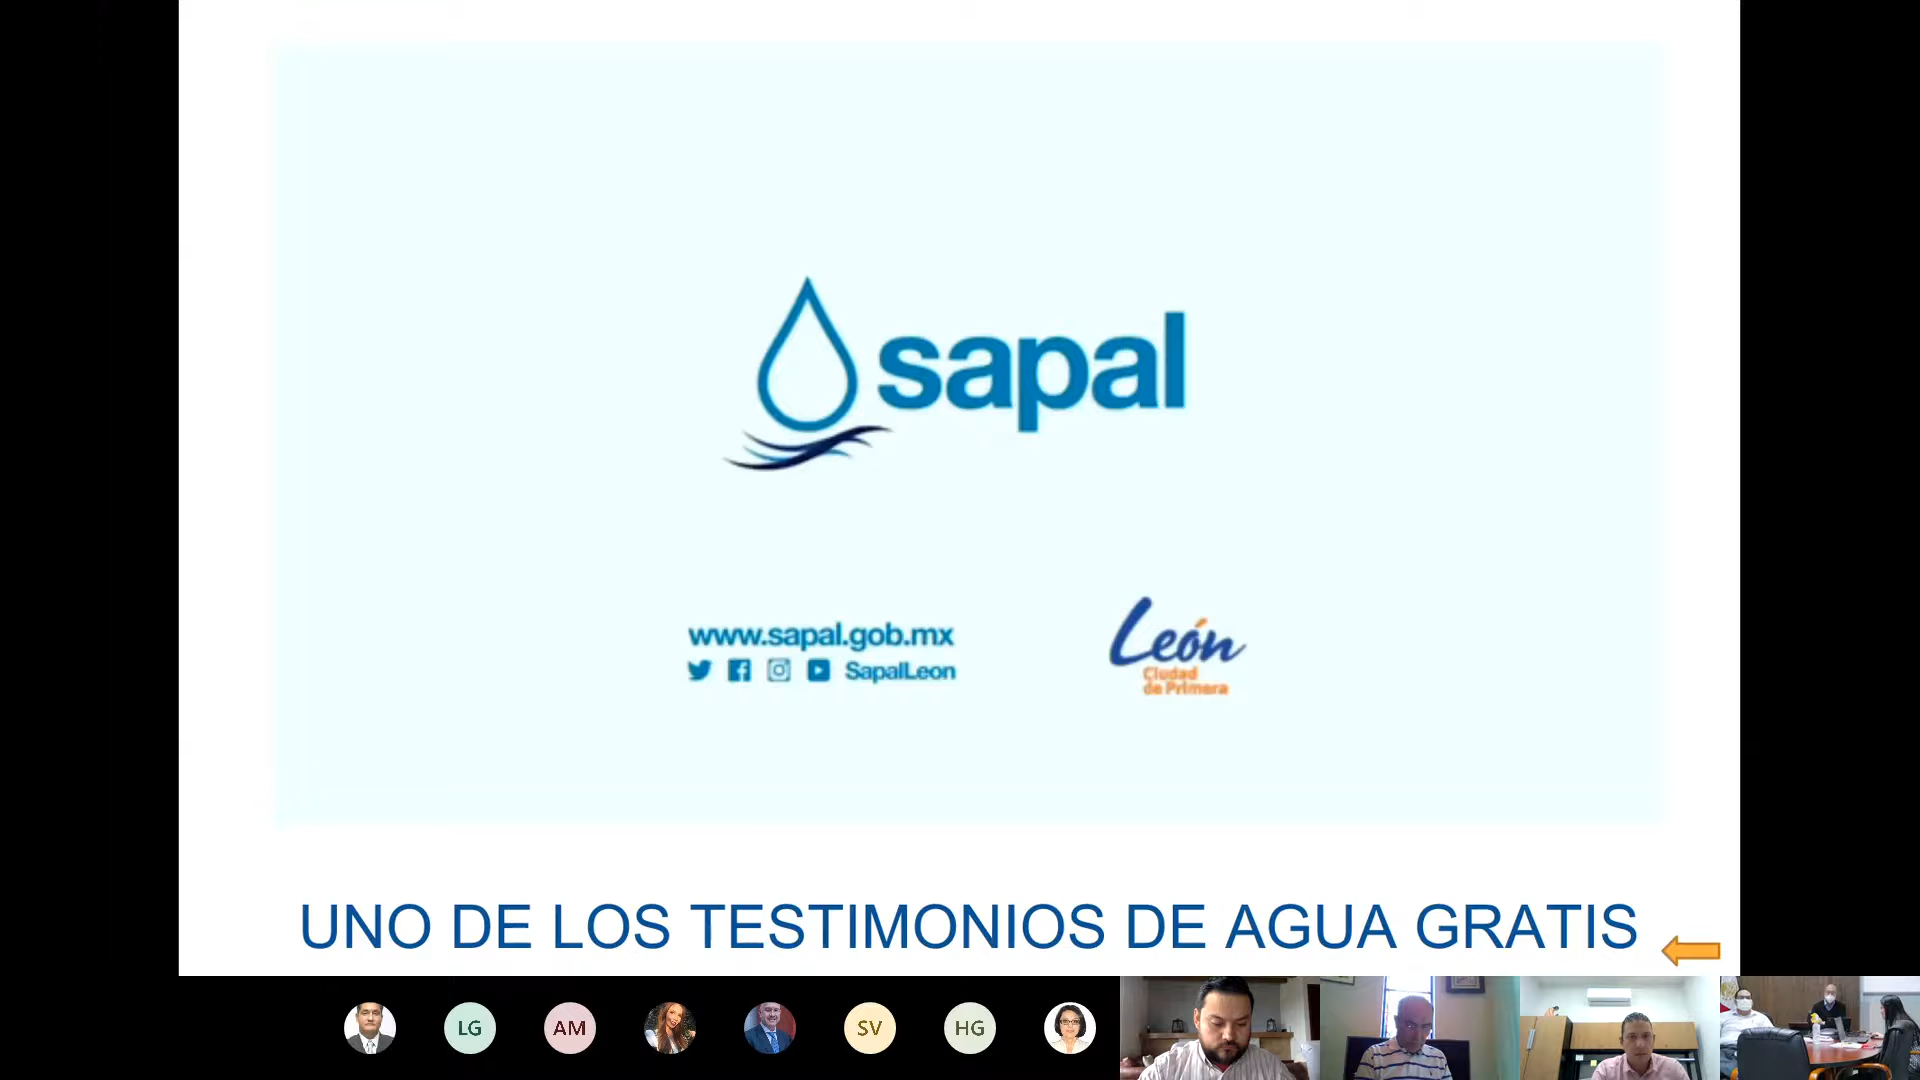 sapal
www.sapal.gob.mx
SapalLeon
León
Ciudad
de Primera
UNO DE LOS TESTIMONIOS DE AGUA GRATIS
LG
AM
SV
HG